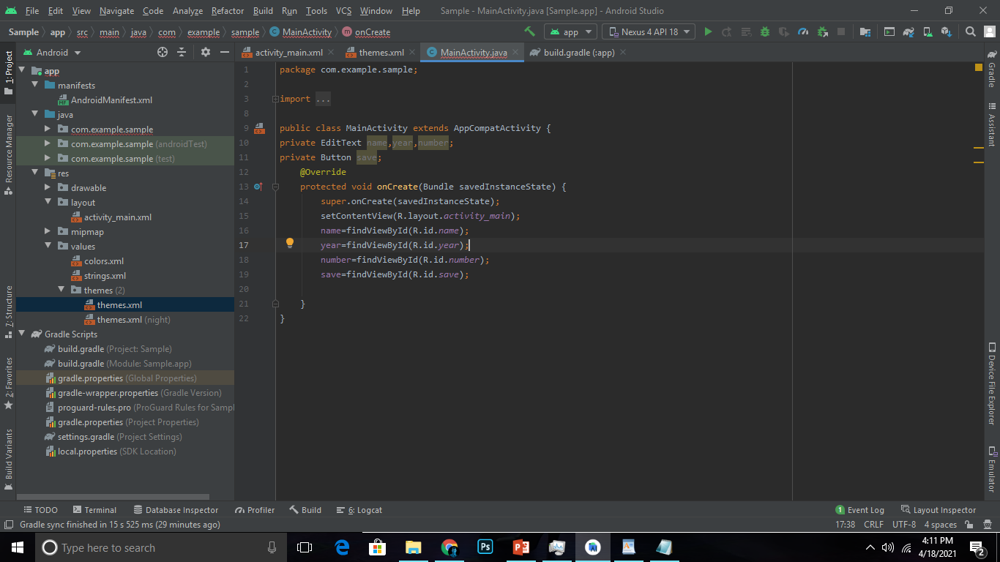 File Edit View Navigate Code Analyze Refactor Build Run Tools VCS Window Help Sample - MainActivity.java [Sample.app] - Android Studio
Sample app src main java com example sample MainActivity onCreate app Nexus 4 API 18
Android activity_main.xml themes.xml MainActivity.java build.gradle (:app)
1: Project
Resource Manager
7: Structure
2: Favorites
Build Variants
app
manifests
AndroidManifest.xml
java
com.example.sample
com.example.sample (androidTest)
com.example.sample (test)
res
drawable
layout
activity_main.xml
mipmap
values
colors.xml
strings.xml
themes (2)
themes.xml
themes.xml (night)
Gradle Scripts
build.gradle (Project: Sample)
build.gradle (Module: Sample.app)
gradle.properties (Global Properties)
gradle-wrapper.properties (Gradle Version)
proguard-rules.pro (ProGuard Rules for Sampl
gradle.properties (Project Properties)
settings.gradle (Project Settings)
local.properties (SDK Location)
1 package com.example.sample;
2
3 import ...
8
9 public class MainActivity extends AppCompatActivity {
10 private EditText name,year,number;
11 private Button save;
12 @Override
13 protected void onCreate(Bundle savedInstanceState) {
14 super.onCreate(savedInstanceState);
15 setContentView(R.layout.activity_main);
16 name=findViewById(R.id.name);
17 year=findViewById(R.id.year);
18 number=findViewById(R.id.number);
19 save=findViewById(R.id.save);
20
21 }
22 }
Gradle
Assistant
Device File Explorer
Emulator
TODO Terminal Database Inspector Profiler Build 6: Logcat 1 Event Log Layout Inspector
Gradle sync finished in 15 s 525 ms (29 minutes ago) 17:38 CRLF UTF-8 4 spaces
Type here to search Ps 4:11 PM
4/18/2021 2